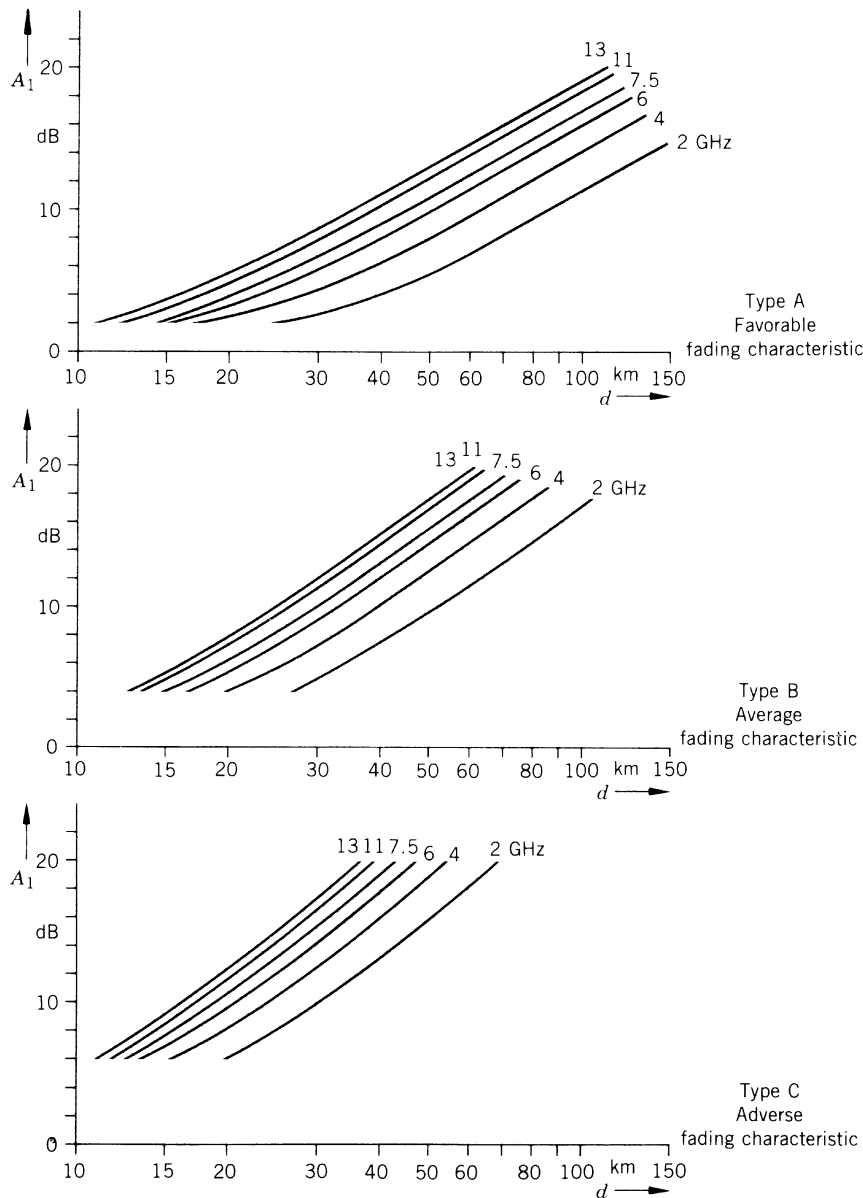 13
11
7.5
6
4
2 GHz
20
A1
dB
10
0
10 15 20 30 40 50 60 80 100 km 150
d
Type A
Favorable
fading characteristic
13
11
7.5
6
4
2 GHz
20
A1
dB
10
0
10 15 20 30 40 50 60 80 100 km 150
d
Type B
Average
fading characteristic
13 11 7.5 6 4 2 GHz
20
A1
dB
10
0
10 15 20 30 40 50 60 80 100 km 150
d
Type C
Adverse
fading characteristic